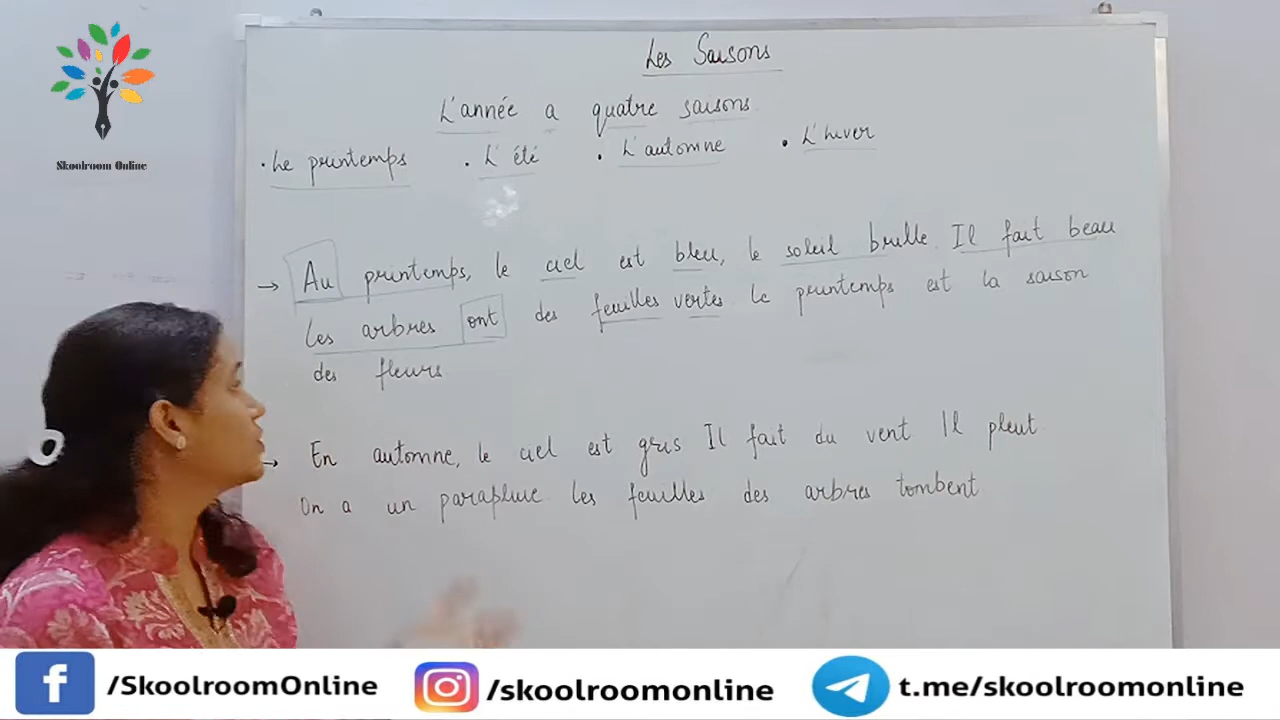 Skoolroom Online
Les Saisons
L'année a quatre saisons.
• Le printemps • L'été • L'automne • L'hiver
→ Au printemps, le ciel est bleu, le soleil brille. Il fait beau
Les arbres ont des feuilles vertes Le printemps est la saison
des fleurs
→ En automne, le ciel est gris Il fait du vent Il pleut
On a un parapluie. Les feuilles des arbres tombent
/SkoolroomOnline /skoolroomonline t.me/skoolroomonline